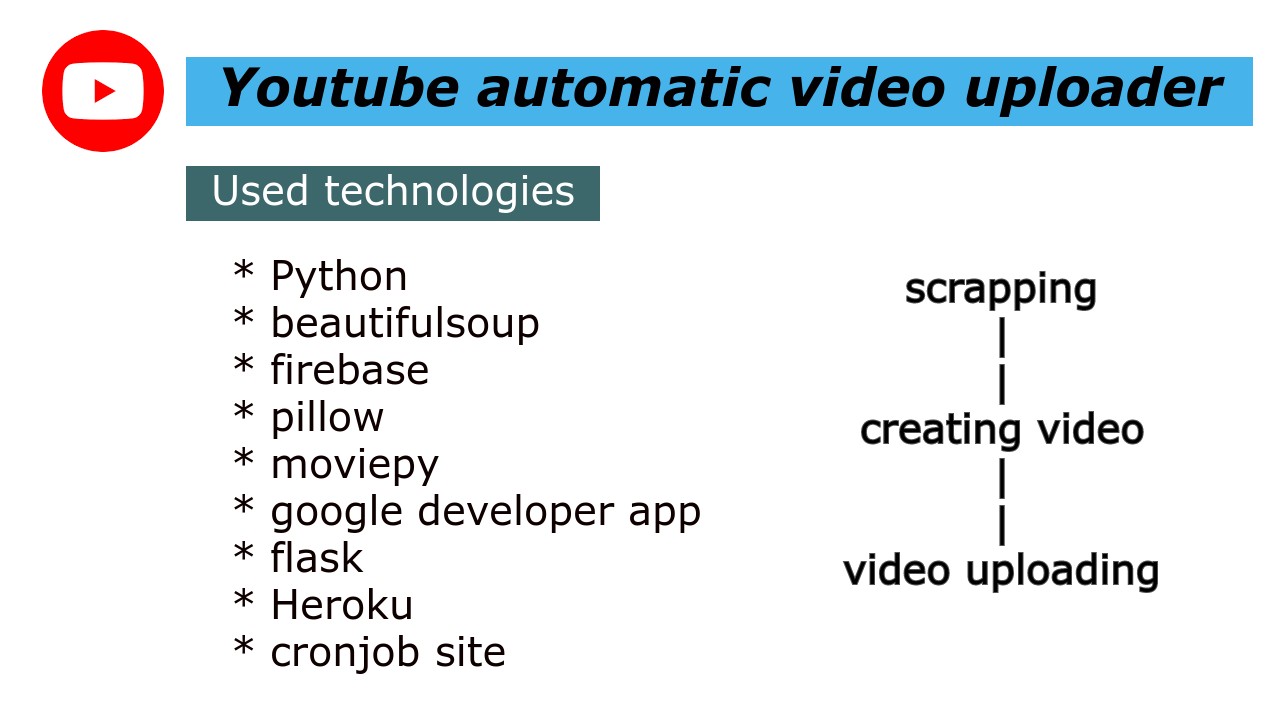 Youtube automatic video uploader
Used technologies
* Python
* beautifulsoup
* firebase
* pillow
* moviepy
* google developer app
* flask
* Heroku
* cronjob site
scrapping
|
|
creating video
|
|
video uploading